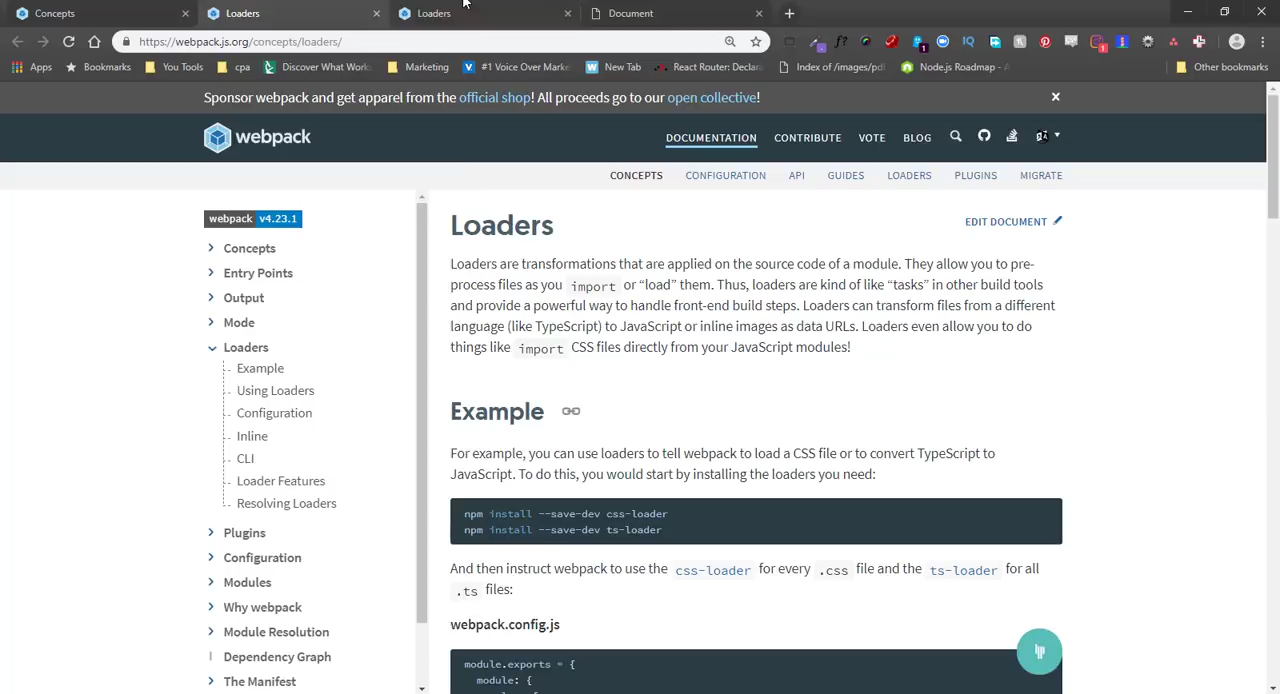 Concepts
Loaders
Loaders
Document
https://webpack.js.org/concepts/loaders/
Apps
Bookmarks
You Tools
cpa
Discover What Work
Marketing
#1 Voice Over Marke
New Tab
React Router: Declara
Index of /images/pdf
Node.js Roadmap -
Other bookmarks
Sponsor webpack and get apparel from the official shop! All proceeds go to our open collective!
webpack
DOCUMENTATION
CONTRIBUTE
VOTE
BLOG
CONCEPTS
CONFIGURATION
API
GUIDES
LOADERS
PLUGINS
MIGRATE
webpack v4.23.1
Concepts
Entry Points
Output
Mode
Loaders
Example
Using Loaders
Configuration
Inline
CLI
Loader Features
Resolving Loaders
Plugins
Configuration
Modules
Why webpack
Module Resolution
Dependency Graph
The Manifest
Loaders
EDIT DOCUMENT
Loaders are transformations that are applied on the source code of a module. They allow you to pre-
process files as you import or “load” them. Thus, loaders are kind of like “tasks” in other build tools
and provide a powerful way to handle front-end build steps. Loaders can transform files from a different
language (like TypeScript) to JavaScript or inline images as data URLs. Loaders even allow you to do
things like import CSS files directly from your JavaScript modules!
Example
For example, you can use loaders to tell webpack to load a CSS file or to convert TypeScript to
JavaScript. To do this, you would start by installing the loaders you need:
npm install --save-dev css-loader
npm install --save-dev ts-loader
And then instruct webpack to use the css-loader for every .css file and the ts-loader for all
.ts files:
webpack.config.js
module.exports = {
module: {